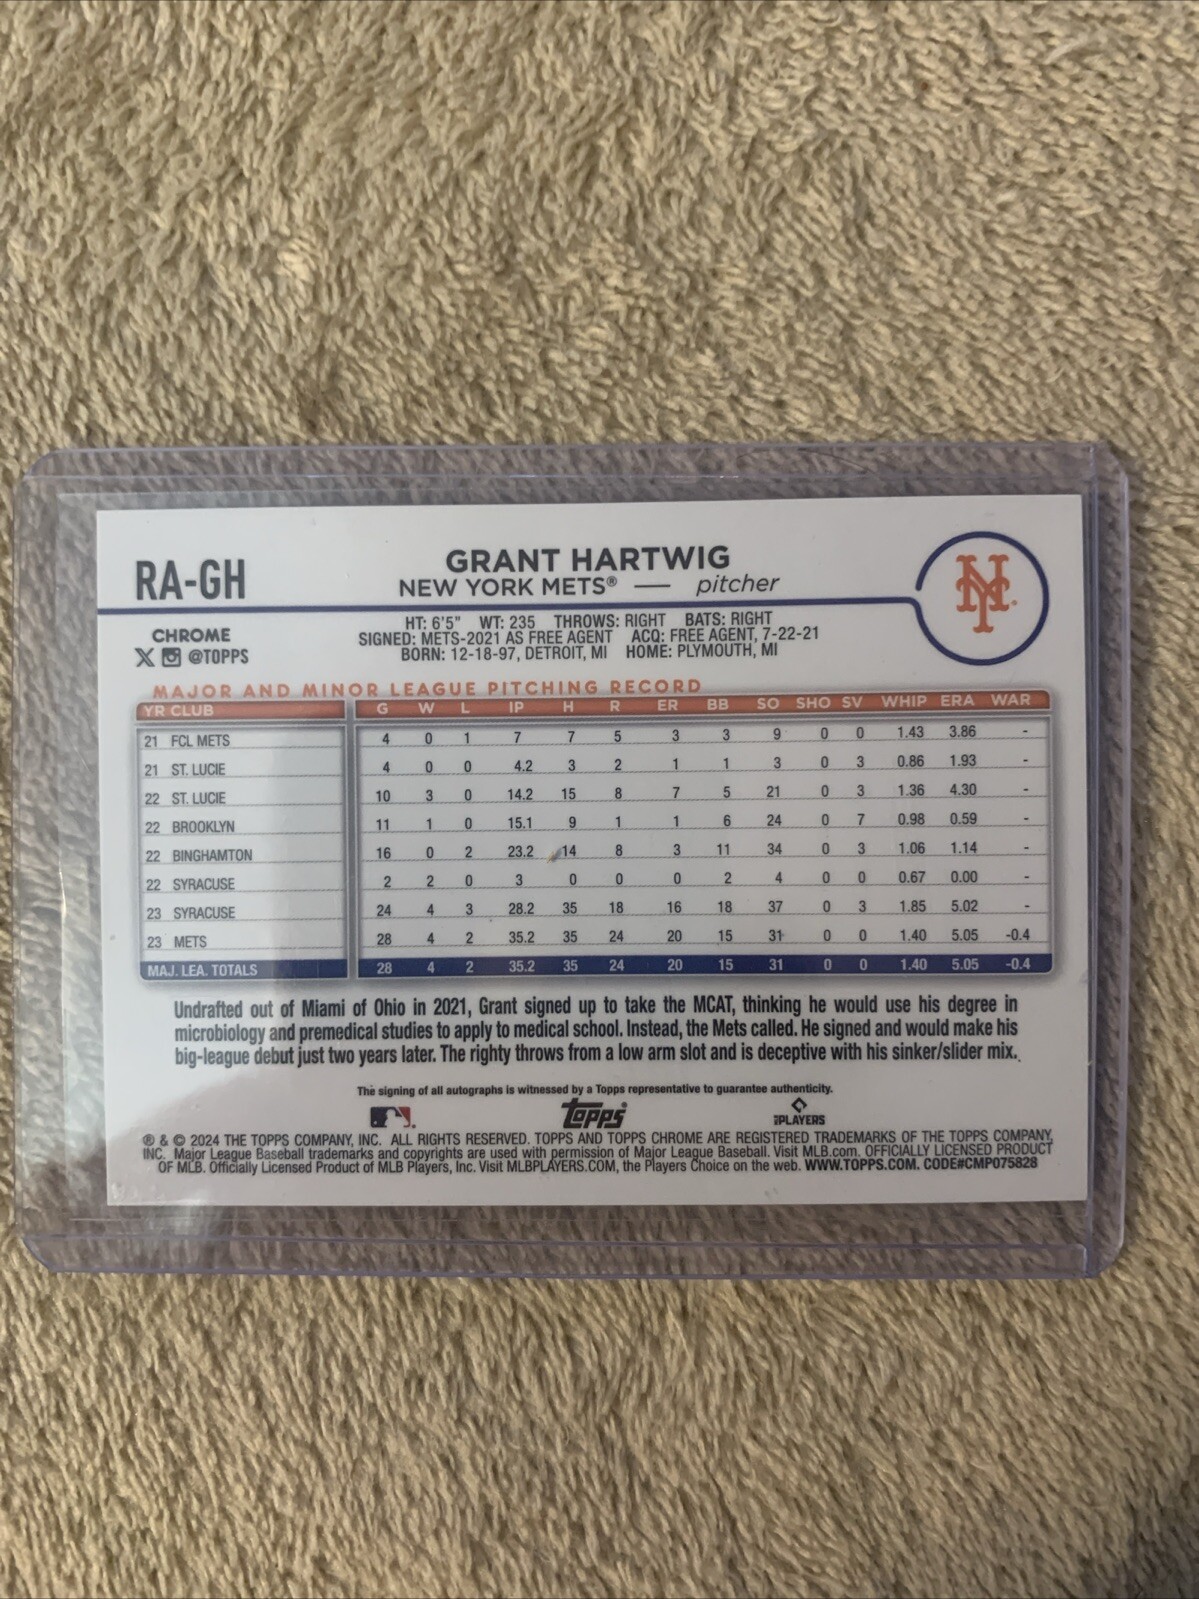 RA-GH
GRANT HARTWIG
NEW YORK METS® — pitcher
NY
CHROME
X @TOPPS
HT: 6'5" WT: 235 THROWS: RIGHT BATS: RIGHT
SIGNED: METS-2021 AS FREE AGENT ACQ: FREE AGENT, 7-22-21
BORN: 12-18-97, DETROIT, MI HOME: PLYMOUTH, MI
MAJOR AND MINOR LEAGUE PITCHING RECORD
YR CLUB G W L IP H R ER BB SO SHO SV WHIP ERA WAR
21 FCL METS 4 0 1 7 7 5 3 3 9 0 0 1.43 3.86 -
21 ST. LUCIE 4 0 0 4.2 3 2 1 1 3 0 3 0.86 1.93 -
22 ST. LUCIE 10 3 0 14.2 15 8 7 5 21 0 3 1.36 4.30 -
22 BROOKLYN 11 1 0 15.1 9 1 1 6 24 0 7 0.98 0.59 -
22 BINGHAMTON 16 0 2 23.2 14 8 3 11 34 0 3 1.06 1.14 -
22 SYRACUSE 2 2 0 3 0 0 0 2 4 0 0 0.67 0.00 -
23 SYRACUSE 24 4 3 28.2 35 18 16 18 37 0 3 1.85 5.02 -
23 METS 28 4 2 35.2 35 24 20 15 31 0 0 1.40 5.05 -0.4
MAJ. LEA. TOTALS 28 4 2 35.2 35 24 20 15 31 0 0 1.40 5.05 -0.4
Undrafted out of Miami of Ohio in 2021, Grant signed up to take the MCAT, thinking he would use his degree in
microbiology and premedical studies to apply to medical school. Instead, the Mets called. He signed and would make his
big-league debut just two years later. The righty throws from a low arm slot and is deceptive with his sinker/slider mix.
The signing of all autographs is witnessed by a Topps representative to guarantee authenticity.
Topps®
MLBPLAYERS
® & © 2024 THE TOPPS COMPANY, INC. ALL RIGHTS RESERVED. TOPPS AND TOPPS CHROME ARE REGISTERED TRADEMARKS OF THE TOPPS COMPANY,
INC. Major League Baseball trademarks and copyrights are used with permission of Major League Baseball. Visit MLB.com. OFFICIALLY LICENSED PRODUCT
OF MLB. Officially Licensed Product of MLB Players, Inc. Visit MLBPLAYERS.COM, the Players Choice on the web. WWW.TOPPS.COM. CODE#CMP075828